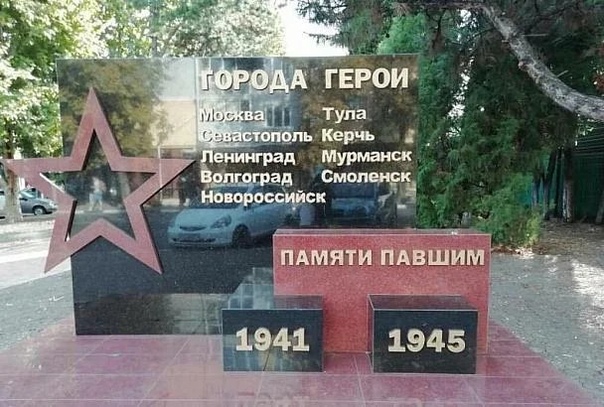 ГОРОДА ГЕРОИ
Москва Тула
Севастополь Керчь
Ленинград Мурманск
Волгоград Смоленск
Новороссийск
ПАМЯТИ ПАВШИМ
1941 1945